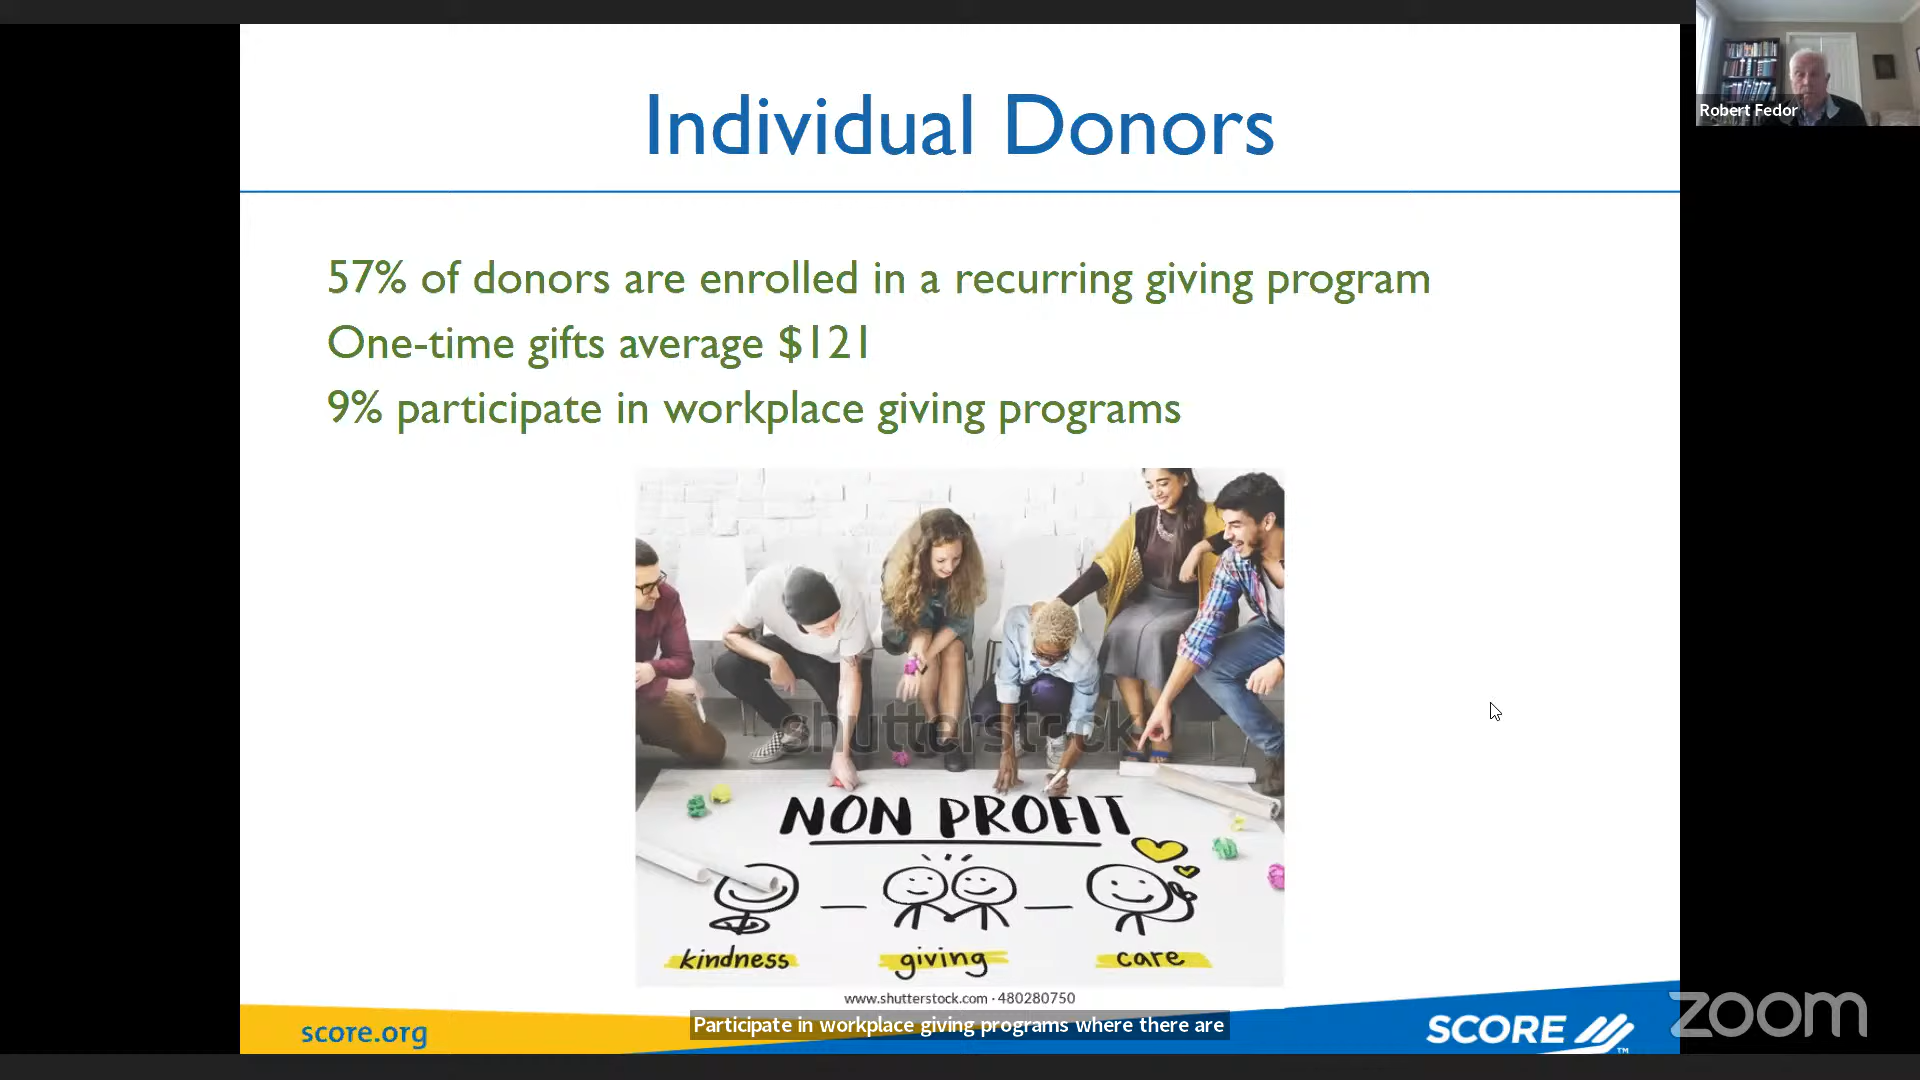 Individual Donors
Robert Fedor
57% of donors are enrolled in a recurring giving program
One-time gifts average $121
9% participate in workplace giving programs
shutterstock
NON PROFIT
kindness
giving
care
www.shutterstock.com · 480280750
Participate in workplace giving programs where there are
score.org
SCORE
TM
zoom